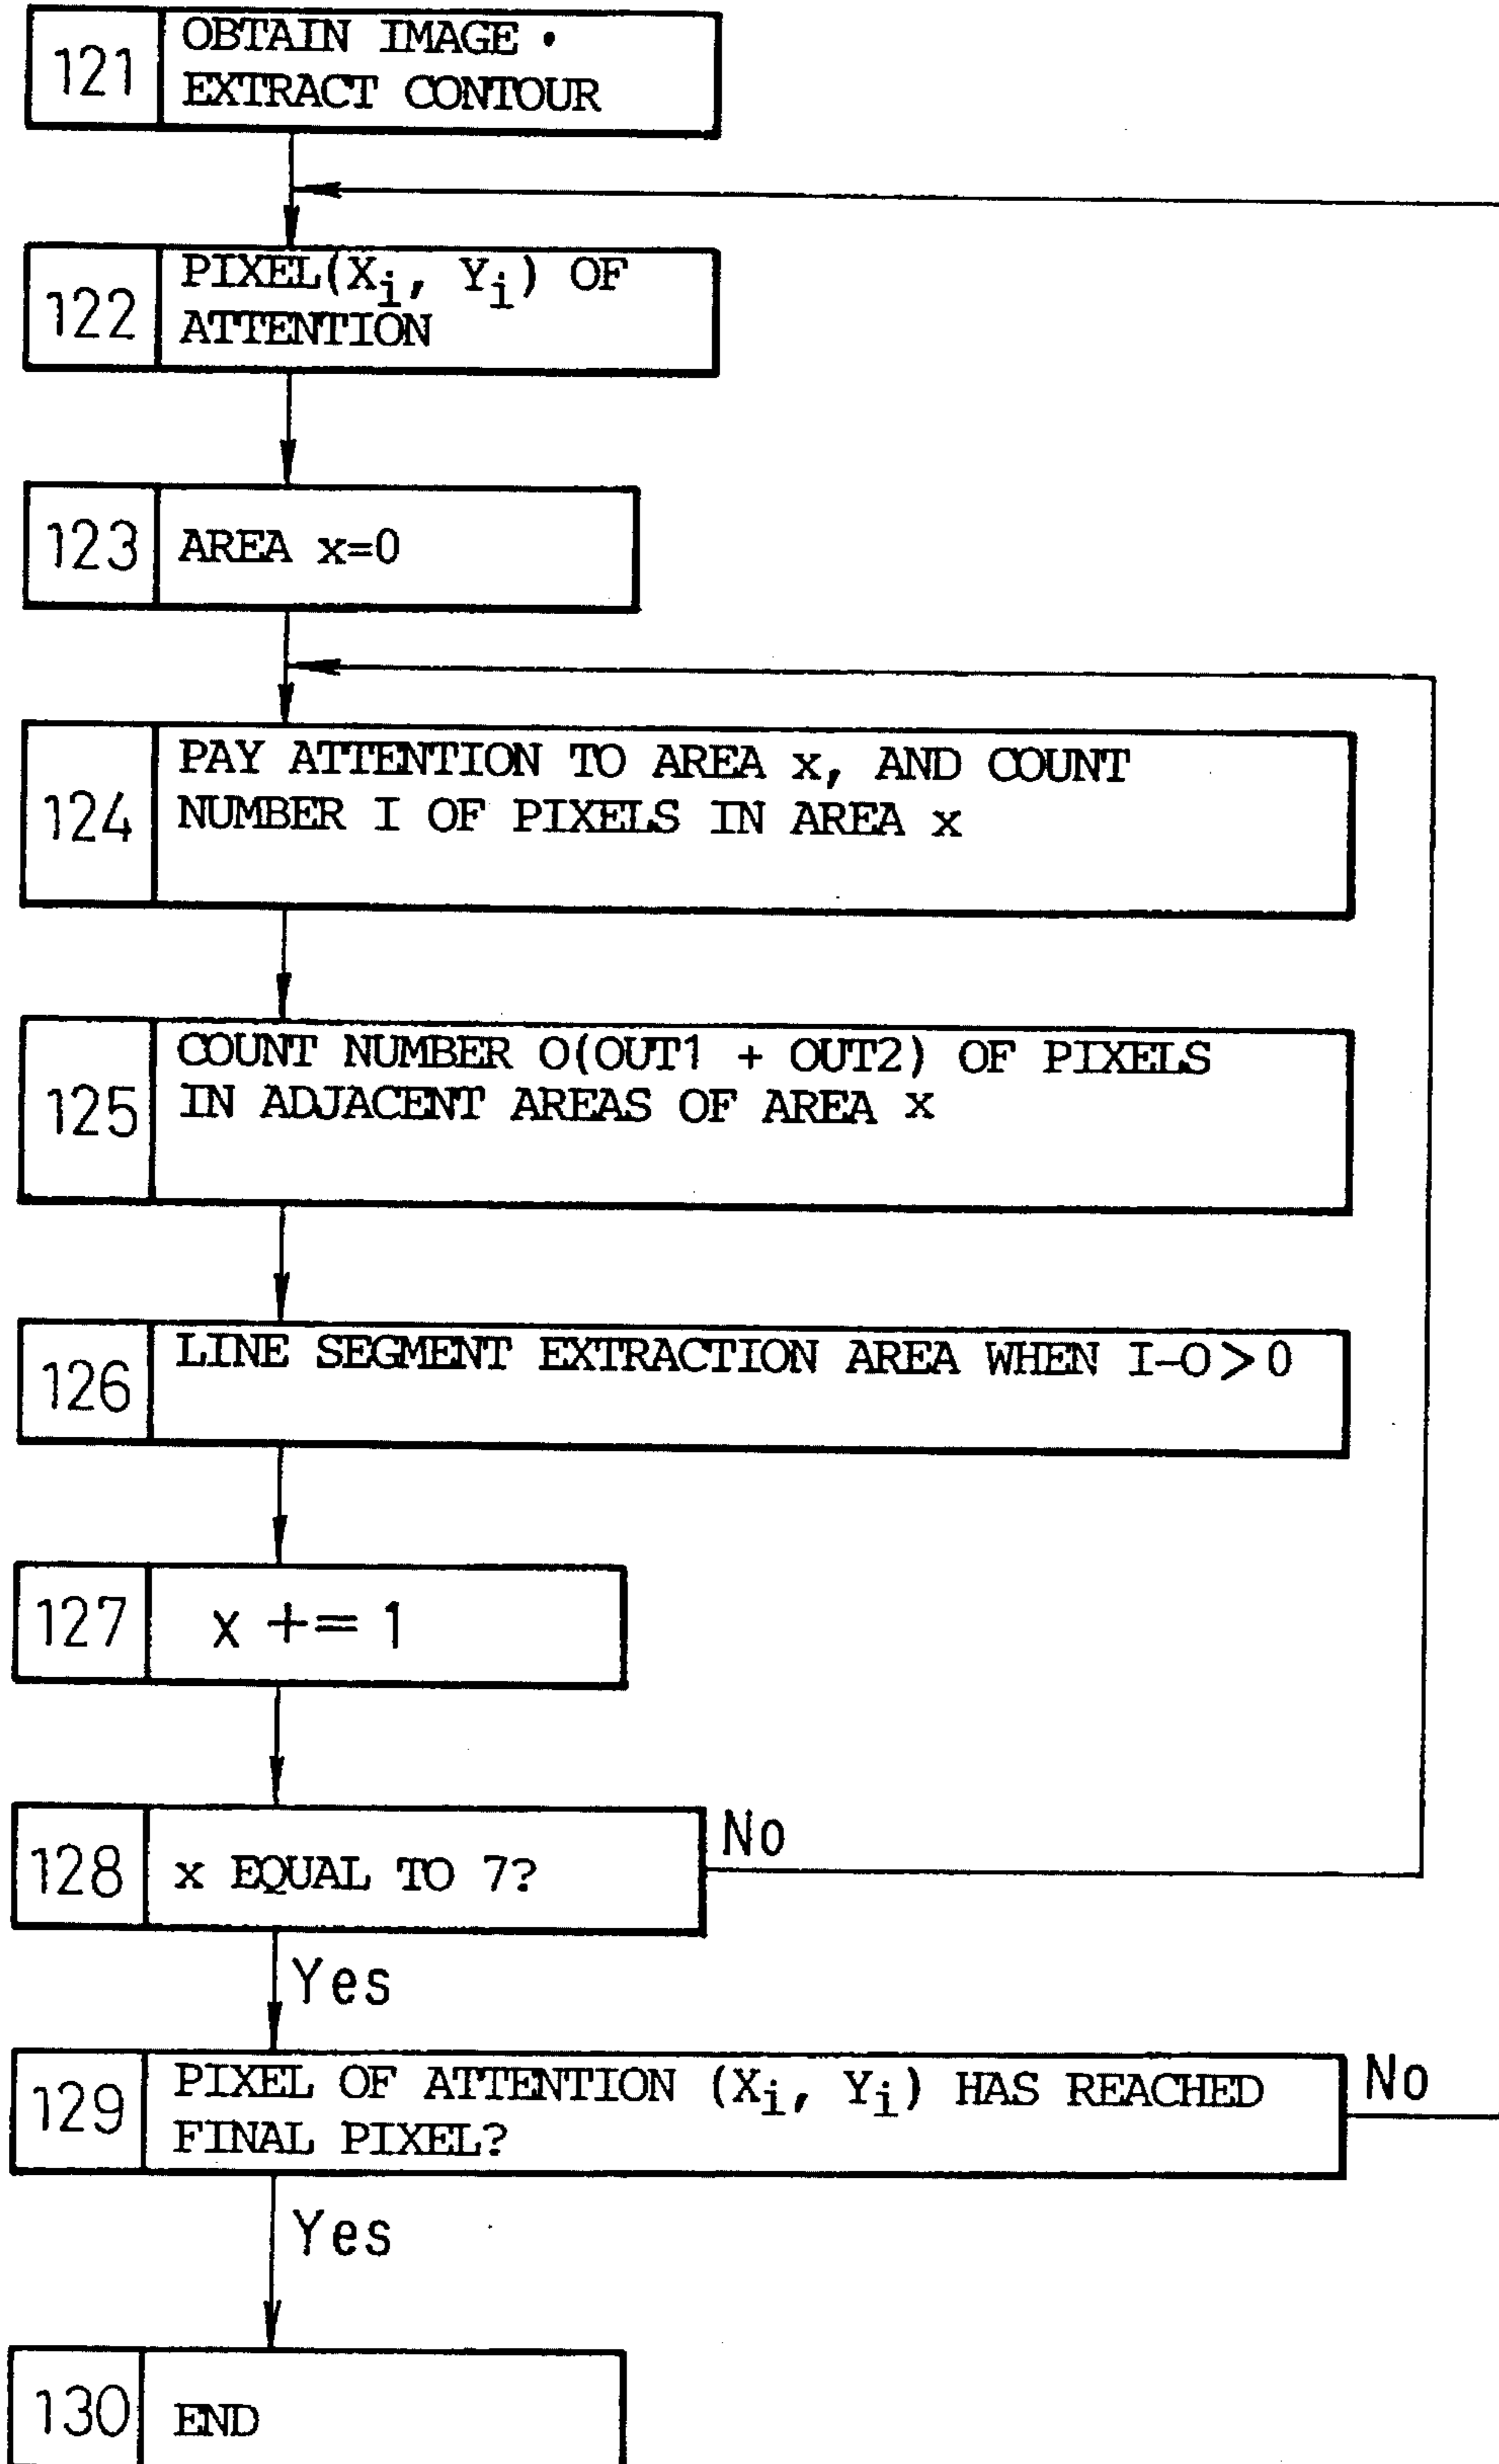 121 OBTAIN IMAGE •
EXTRACT CONTOUR
122 PIXEL(Xi, Yi) OF
ATTENTION
123 AREA x=0
124 PAY ATTENTION TO AREA x, AND COUNT
NUMBER I OF PIXELS IN AREA x
125 COUNT NUMBER O(OUT1 + OUT2) OF PIXELS
IN ADJACENT AREAS OF AREA x
126 LINE SEGMENT EXTRACTION AREA WHEN I-O>0
127 x += 1
128 x EQUAL TO 7? No
Yes
129 PIXEL OF ATTENTION (Xi, Yi) HAS REACHED No
FINAL PIXEL?
Yes
130 END